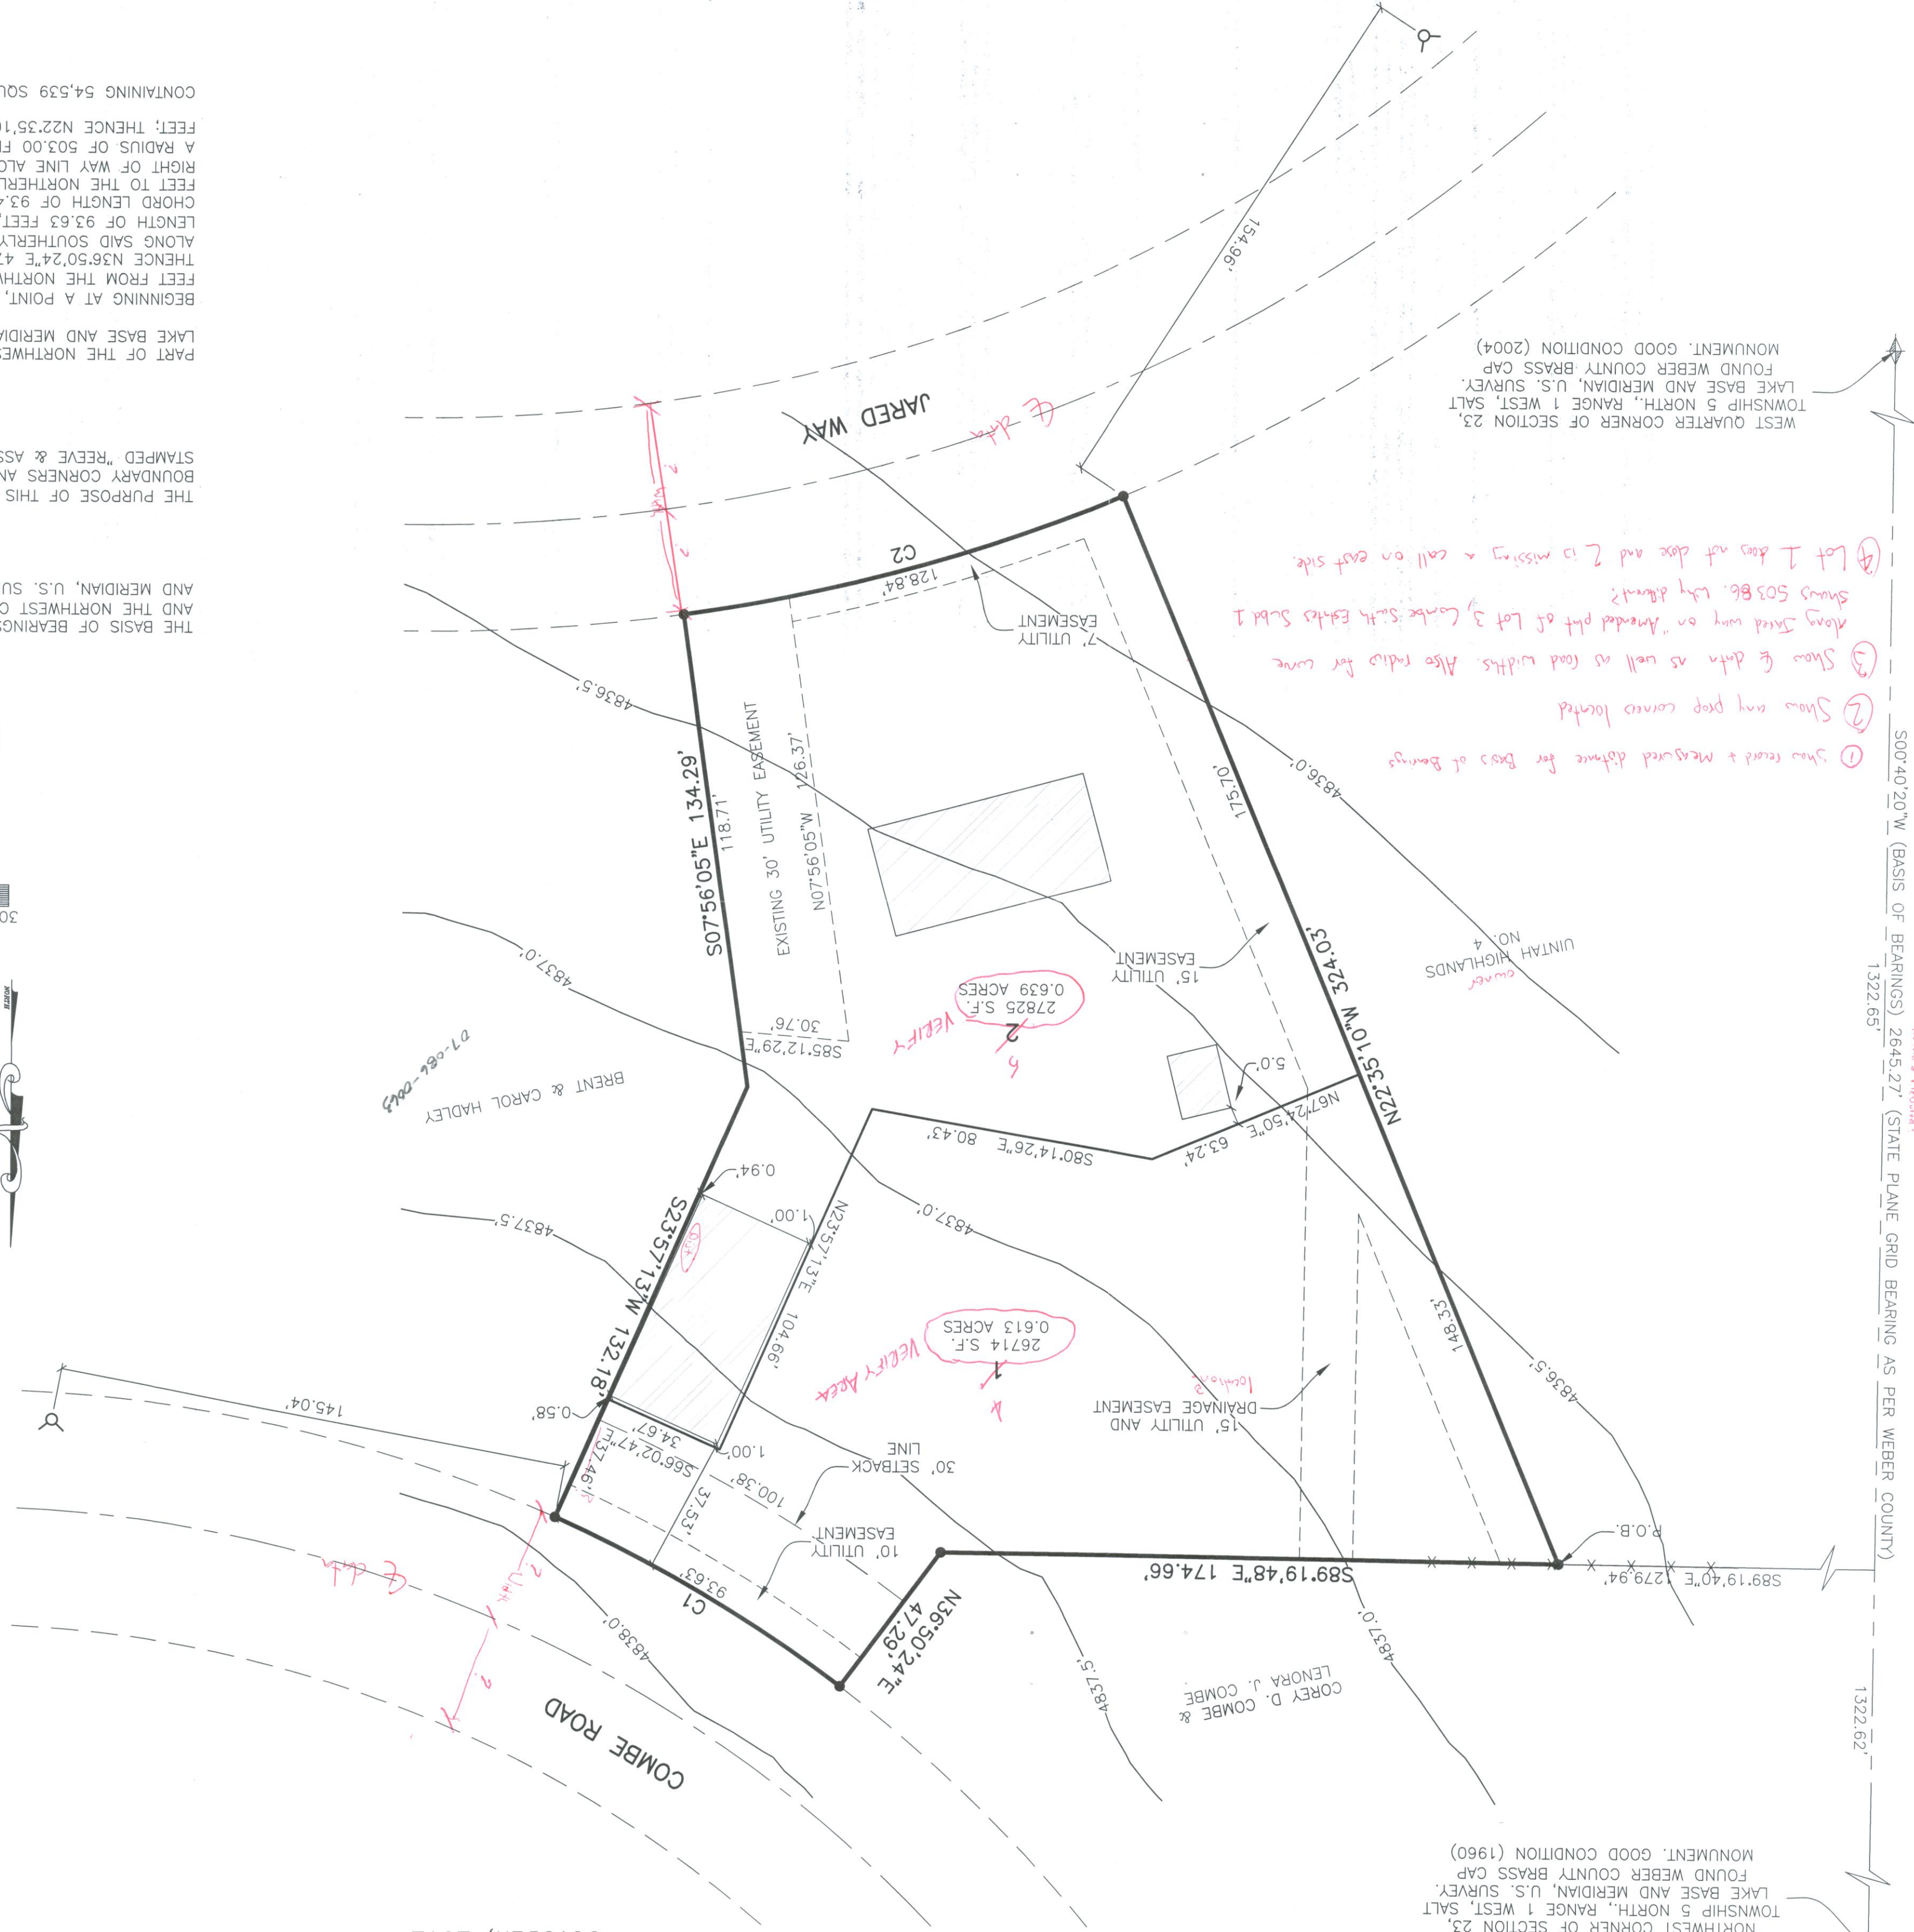 NORTHWEST CORNER OF SECTION 23,
TOWNSHIP 5 NORTH., RANGE 1 WEST, SALT
LAKE BASE AND MERIDIAN, U.S. SURVEY.
FOUND WEBER COUNTY BRASS CAP
MONUMENT. GOOD CONDITION (1960)
COMBE ROAD
COREY D. COMBE &
LENORA J. COMBE
1322.62'
4837.5'
4838.0'
4837.0'
N36°50'24"E
47.29'
C1
93.63'
℄ data
?
?
Width
S89°19'40"E 1279.94'
P.O.B.
S89°19'48"E 174.66'
10' UTILITY
EASEMENT
30' SETBACK
LINE
100.38'
37.53'
37.46'
S66°02'47"E
34.67'
1.00'
0.58'
145.04'
15' UTILITY AND
DRAINAGE EASEMENT
location?
4836.5'
4
1
26714 S.F.
0.613 ACRES
VERIFY AREA
148.33'
104.66'
N23°57'13"E
S23°57'13"W 132.18'
1.00'
0.94'
4837.5'
4837.0'
S80°14'26"E 80.43'
63.24'
N67°24'50"E
5.0'
N22°35'10"W 324.03'
BRENT & CAROL HADLEY
07-086-0063
5
2
27825 S.F.
0.639 ACRES
VERIFY
S85°12'29"E
30.76'
4837.0'
15' UTILITY
EASEMENT
owner
UINTAH HIGHLANDS
NO. 4
S00°40'20"W (BASIS OF BEARINGS) 2645.27' (STATE PLANE GRID BEARING AS PER WEBER COUNTY)
1322.65'
EXISTING 30' UTILITY EASEMENT
N07°56'05"W 126.37'
S07°56'05"E 134.29'
118.71'
175.70'
4836.0'
4836.5'
7' UTILITY
EASEMENT
128.84'
C2
① Show record + Measured distance for Basis of Bearings
② Show any prop corners located
③ Show ℄ data as well as road widths. Also radius for curve
along Jared way on "Amended plat of Lot 3, Combe South Estates Subd 1
shows 503.86. Why different?
④ Lot 1 does not close and 2 is missing a call on east side.
JARED WAY
℄ data
?
?
154.96'
WEST QUARTER CORNER OF SECTION 23,
TOWNSHIP 5 NORTH., RANGE 1 WEST, SALT
LAKE BASE AND MERIDIAN, U.S. SURVEY.
FOUND WEBER COUNTY BRASS CAP
MONUMENT. GOOD CONDITION (2004)
NORTH
30
THE BASIS OF BEARINGS
AND THE NORTHWEST C
AND MERIDIAN, U.S. SU
THE PURPOSE OF THIS
BOUNDARY CORNERS AN
STAMPED "REEVE & ASS
PART OF THE NORTHWES
LAKE BASE AND MERIDIA
BEGINNING AT A POINT,
FEET FROM THE NORTHW
THENCE N36°50'24"E 47
ALONG SAID SOUTHERLY
LENGTH OF 93.63 FEET,
CHORD LENGTH OF 93.4
FEET TO THE NORTHERL
RIGHT OF WAY LINE ALO
A RADIUS OF 503.00 F
FEET; THENCE N22°35'1
CONTAINING 54,539 SQU